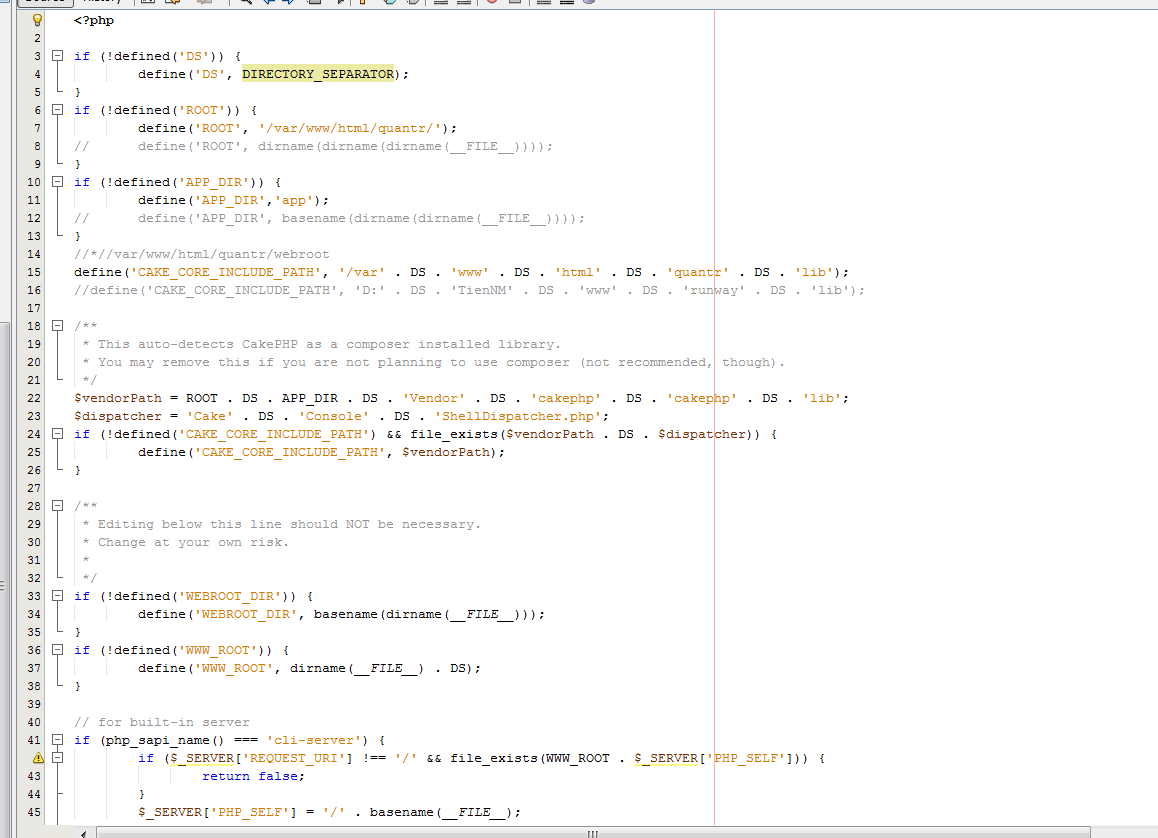 <?php
2
3 if (!defined('DS')) {
4 define('DS', DIRECTORY_SEPARATOR);
5 }
6 if (!defined('ROOT')) {
7 define('ROOT', '/var/www/html/quantr/');
8 // define('ROOT', dirname(dirname(dirname(__FILE__))));
9 }
10 if (!defined('APP_DIR')) {
11 define('APP_DIR','app');
12 // define('APP_DIR', basename(dirname(dirname(__FILE__))));
13 }
14 //*//var/www/html/quantr/webroot
15 define('CAKE_CORE_INCLUDE_PATH', '/var' . DS . 'www' . DS . 'html' . DS . 'quantr' . DS . 'lib');
16 //define('CAKE_CORE_INCLUDE_PATH', 'D:' . DS . 'TienNM' . DS . 'www' . DS . 'runway' . DS . 'lib');
17
18 /**
19 * This auto-detects CakePHP as a composer installed library.
20 * You may remove this if you are not planning to use composer (not recommended, though).
21 */
22 $vendorPath = ROOT . DS . APP_DIR . DS . 'Vendor' . DS . 'cakephp' . DS . 'cakephp' . DS . 'lib';
23 $dispatcher = 'Cake' . DS . 'Console' . DS . 'ShellDispatcher.php';
24 if (!defined('CAKE_CORE_INCLUDE_PATH') && file_exists($vendorPath . DS . $dispatcher)) {
25 define('CAKE_CORE_INCLUDE_PATH', $vendorPath);
26 }
27
28 /**
29 * Editing below this line should NOT be necessary.
30 * Change at your own risk.
31 *
32 */
33 if (!defined('WEBROOT_DIR')) {
34 define('WEBROOT_DIR', basename(dirname(__FILE__)));
35 }
36 if (!defined('WWW_ROOT')) {
37 define('WWW_ROOT', dirname(__FILE__) . DS);
38 }
39
40 // for built-in server
41 if (php_sapi_name() === 'cli-server') {
if ($_SERVER['REQUEST_URI'] !== '/' && file_exists(WWW_ROOT . $_SERVER['PHP_SELF'])) {
43 return false;
44 }
45 $_SERVER['PHP_SELF'] = '/' . basename(__FILE__);